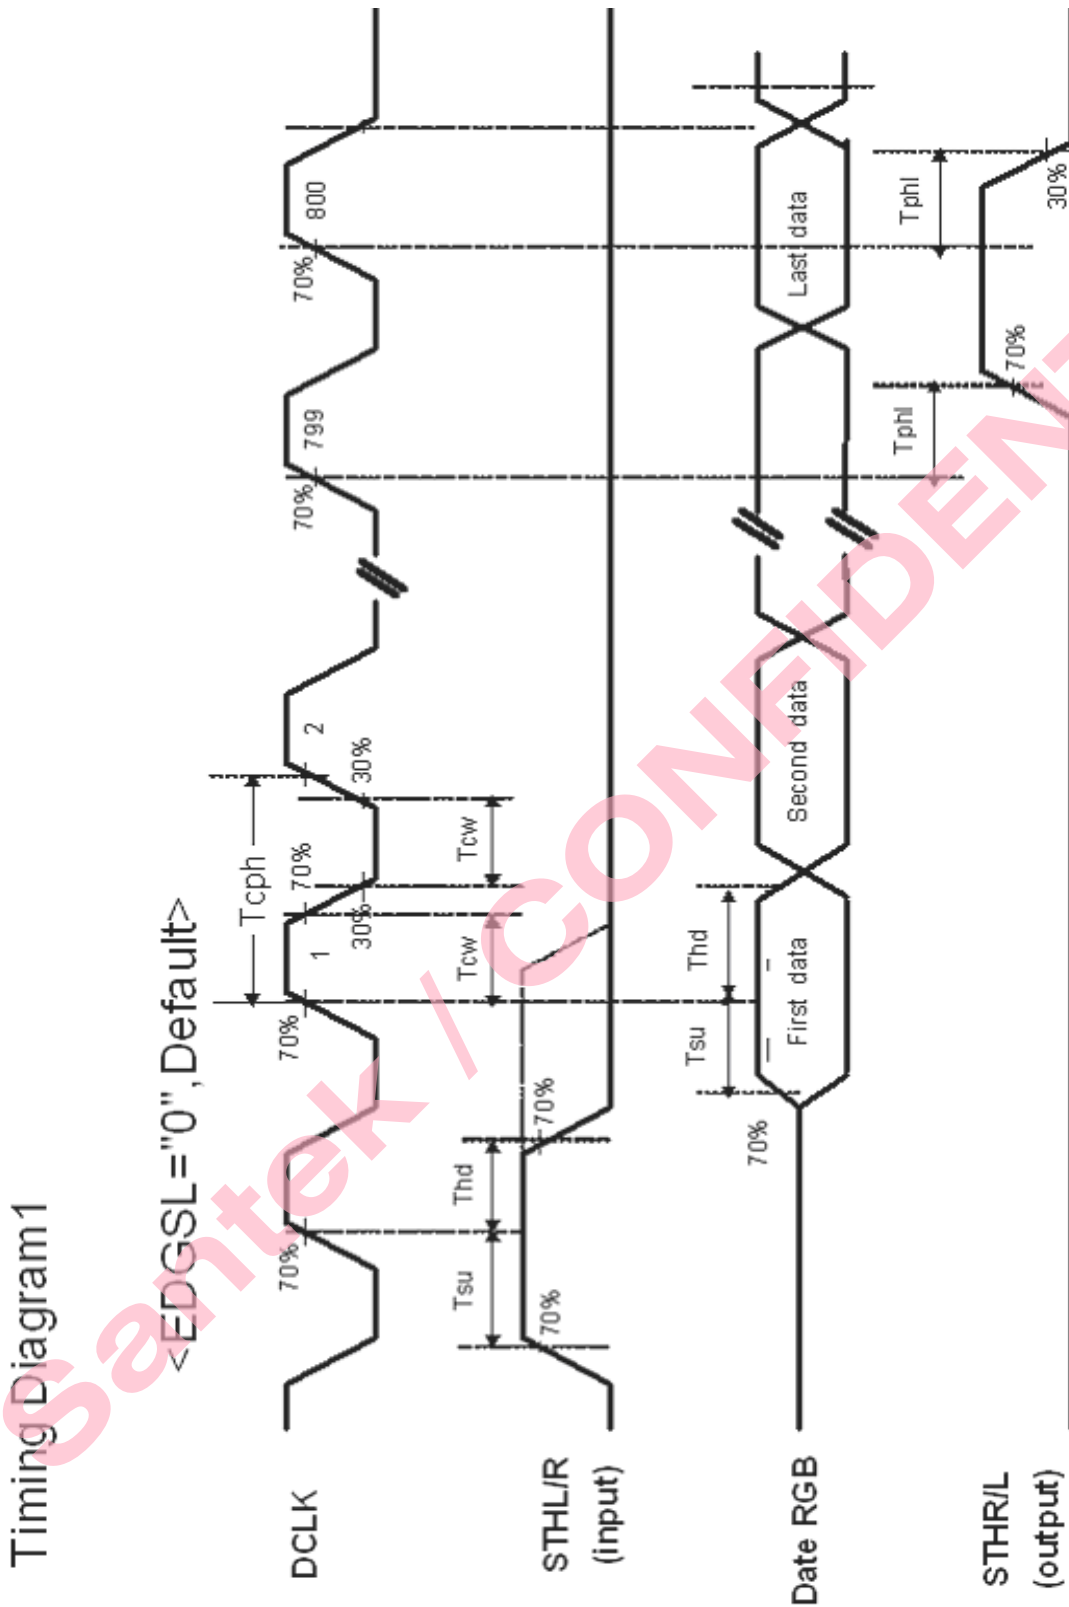 Timing Diagram1
<EDGSL="0",Default>
Tcph
DCLK
70%
70%
1
70%
30%
30%
2
70%
799
70%
800
STHL/R
(input)
70%
Tsu
Thd
70%
Tcw
Tcw
Date RGB
70%
Tsu
Thd
First data
Second data
Last data
STHR/L
(output)
Tphl
70%
Tphl
30%
Santek / CONFIDENT